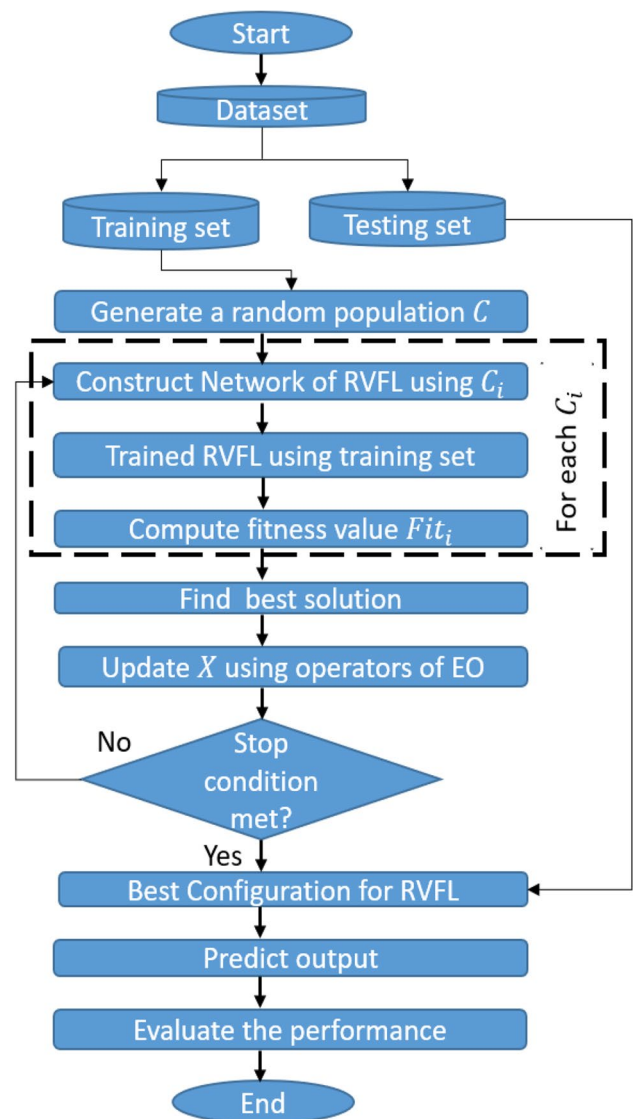 Start
Dataset
Training set
Testing set
Generate a random population C
Construct Network of RVFL using C_i
Trained RVFL using training set
Compute fitness value Fit_i
For each C_i
Find best solution
Update X using operators of EO
No
Stop
condition
met?
Yes
Best Configuration for RVFL
Predict output
Evaluate the performance
End